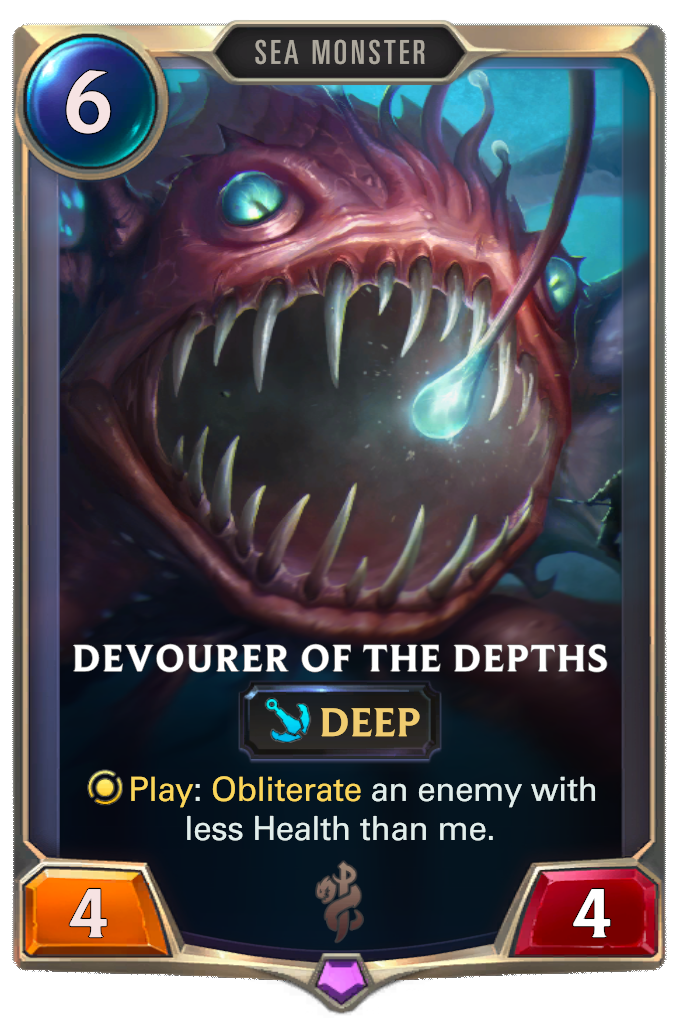 SEA MONSTER
6
DEVOURER OF THE DEPTHS
DEEP
Play: Obliterate an enemy with
less Health than me.
4
4